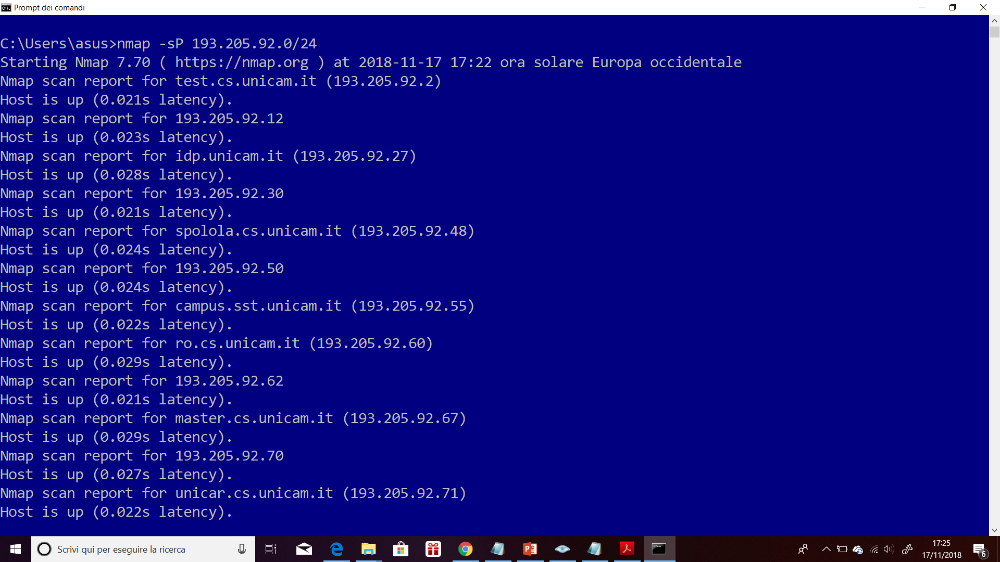 Prompt dei comandi
C:\Users\asus>nmap -sP 193.205.92.0/24
Starting Nmap 7.70 ( https://nmap.org ) at 2018-11-17 17:22 ora solare Europa occidentale
Nmap scan report for test.cs.unicam.it (193.205.92.2)
Host is up (0.021s latency).
Nmap scan report for 193.205.92.12
Host is up (0.023s latency).
Nmap scan report for idp.unicam.it (193.205.92.27)
Host is up (0.028s latency).
Nmap scan report for 193.205.92.30
Host is up (0.021s latency).
Nmap scan report for spolola.cs.unicam.it (193.205.92.48)
Host is up (0.024s latency).
Nmap scan report for 193.205.92.50
Host is up (0.024s latency).
Nmap scan report for campus.sst.unicam.it (193.205.92.55)
Host is up (0.022s latency).
Nmap scan report for ro.cs.unicam.it (193.205.92.60)
Host is up (0.029s latency).
Nmap scan report for 193.205.92.62
Host is up (0.021s latency).
Nmap scan report for master.cs.unicam.it (193.205.92.67)
Host is up (0.029s latency).
Nmap scan report for 193.205.92.70
Host is up (0.027s latency).
Nmap scan report for unicar.cs.unicam.it (193.205.92.71)
Host is up (0.022s latency).
Scrivi qui per eseguire la ricerca
17:25
17/11/2018
6